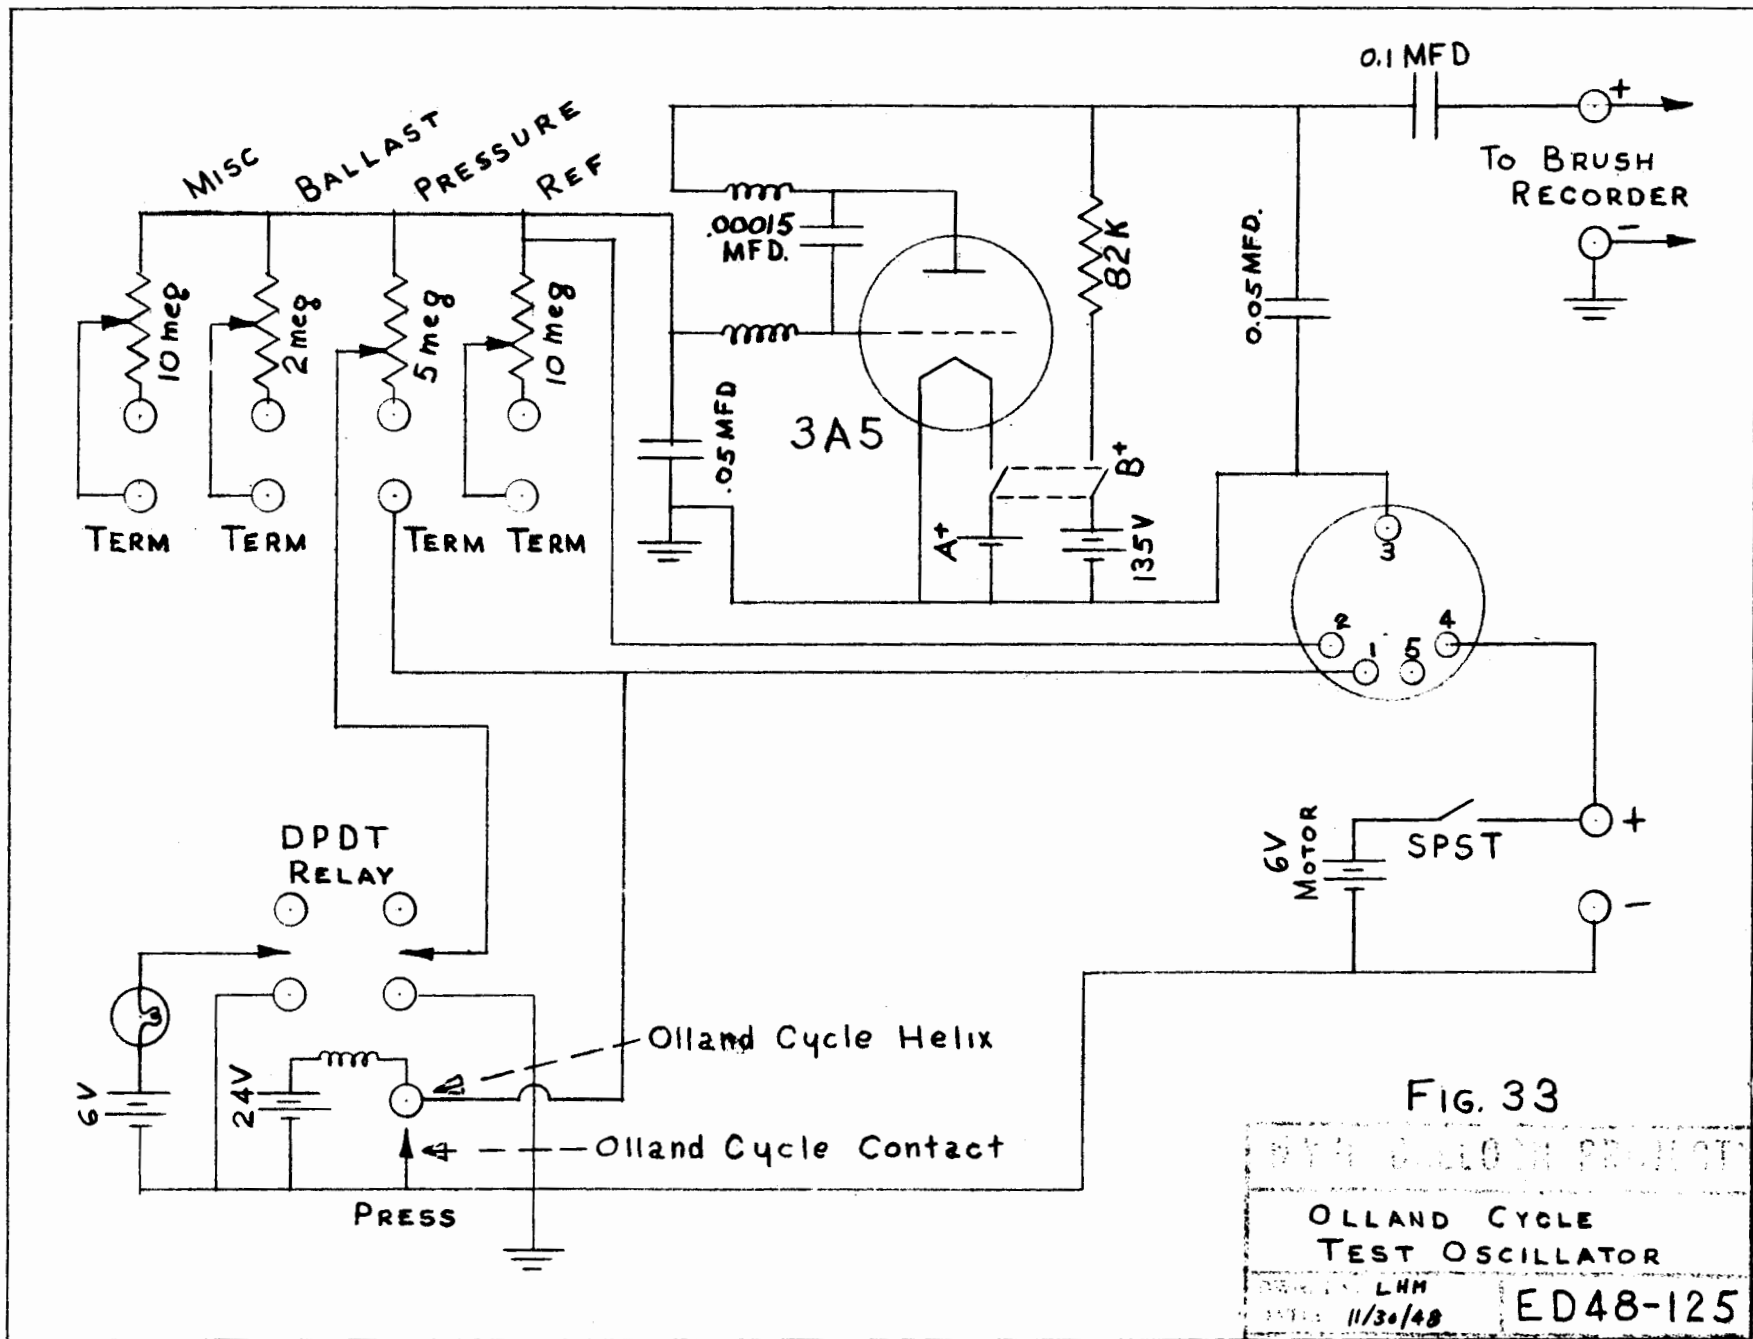 0.1 MFD
+
TO BRUSH
RECORDER
-
MISC
BALLAST
PRESSURE
REF
.00015
MFD.
82K
0.05 MFD.
10 meg
2 meg
5 meg
10 meg
3A5
.05 MFD
B+
A+
135V
TERM
TERM
TERM
TERM
3
2
1
5
4
DPDT
RELAY
6V
MOTOR
SPST
+
-
6V
24V
Olland Cycle Helix
Olland Cycle Contact
PRESS
FIG. 33
OLLAND CYCLE
TEST OSCILLATOR
LHM
11/30/48
ED48-125